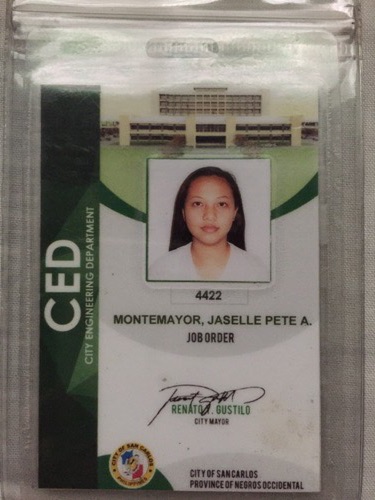 CED
CITY ENGINEERING DEPARTMENT
4422
MONTEMAYOR, JASELLE PETE A.
JOB ORDER
RENATO Y. GUSTILO
CITY MAYOR
CITY OF SAN CARLOS
PHILIPPINES
CITY OF SAN CARLOS
PROVINCE OF NEGROS OCCIDENTAL